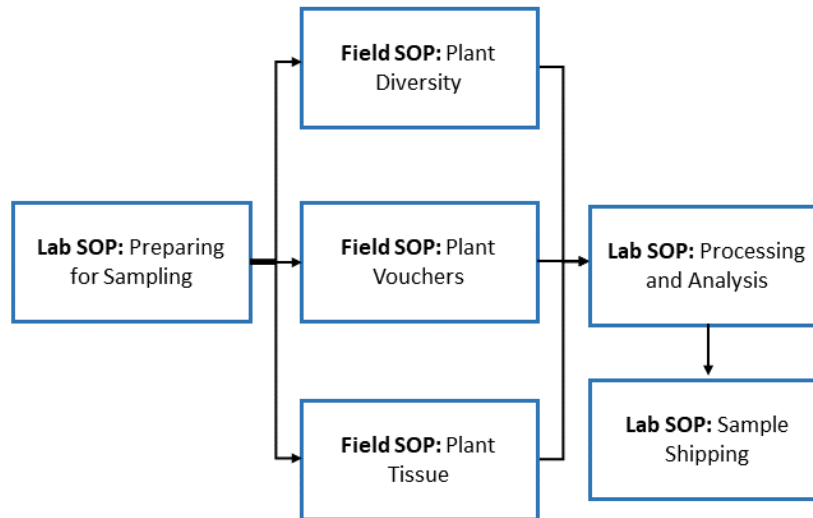 Field SOP: Plant
Diversity
Lab SOP: Preparing
for Sampling
Field SOP: Plant
Vouchers
Lab SOP: Processing
and Analysis
Field SOP: Plant
Tissue
Lab SOP: Sample
Shipping